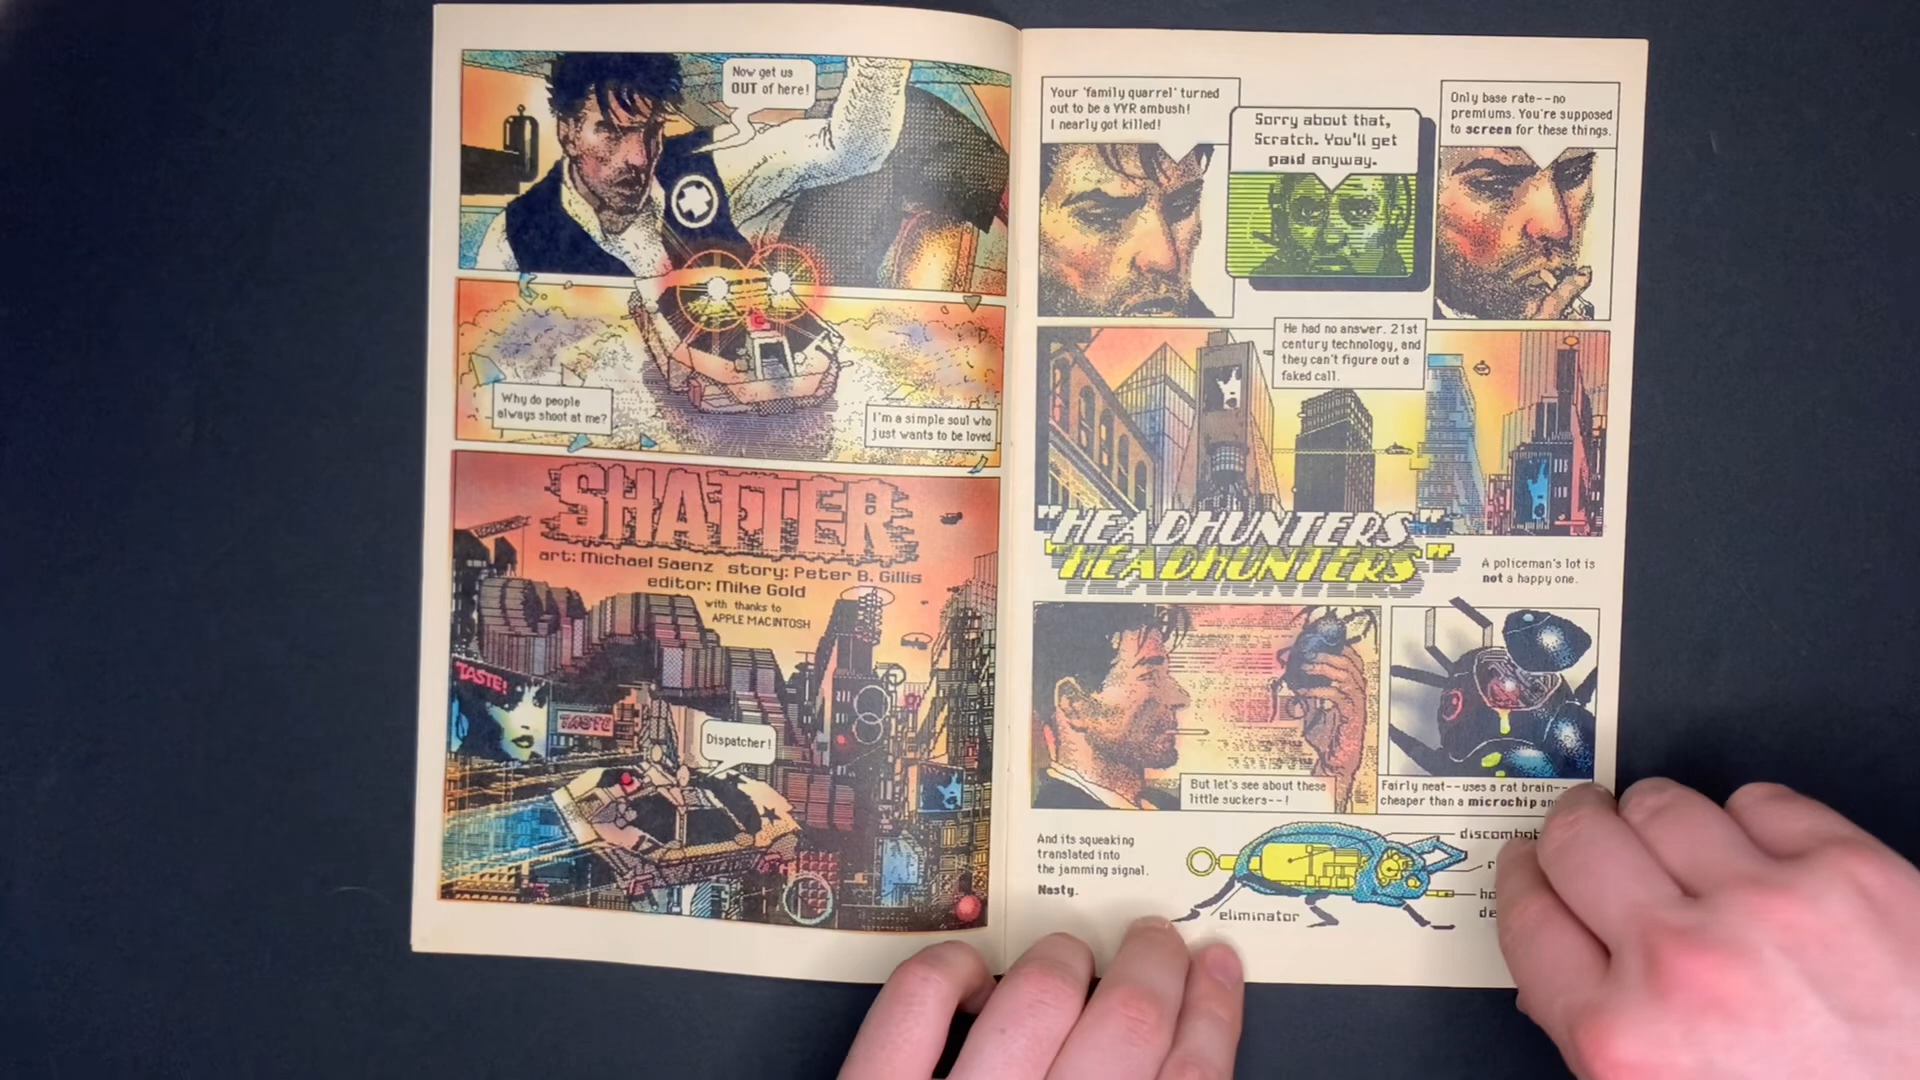 Now get us
OUT of here!
Why do people
always shoot at me?
I'm a simple soul who
just wants to be loved.
SHATTER
art: Michael Saenz story: Peter B. Gillis
editor: Mike Gold
with thanks to
APPLE MACINTOSH
TASTE!
TASTE
Dispatcher!
Your 'family quarrel' turned
out to be a YYR ambush!
I nearly got killed!
Sorry about that,
Scratch. You'll get
paid anyway.
Only base rate--no
premiums. You're supposed
to screen for these things.
He had no answer. 21st
century technology, and
they can't figure out a
faked call.
"HEADHUNTERS"
"HEADHUNTERS"
A policeman's lot is
not a happy one.
But let's see about these
little suckers--!
Fairly neat--uses a rat brain--
cheaper than a microchip
And its squeaking
translated into
the jamming signal.
Nasty.
eliminator